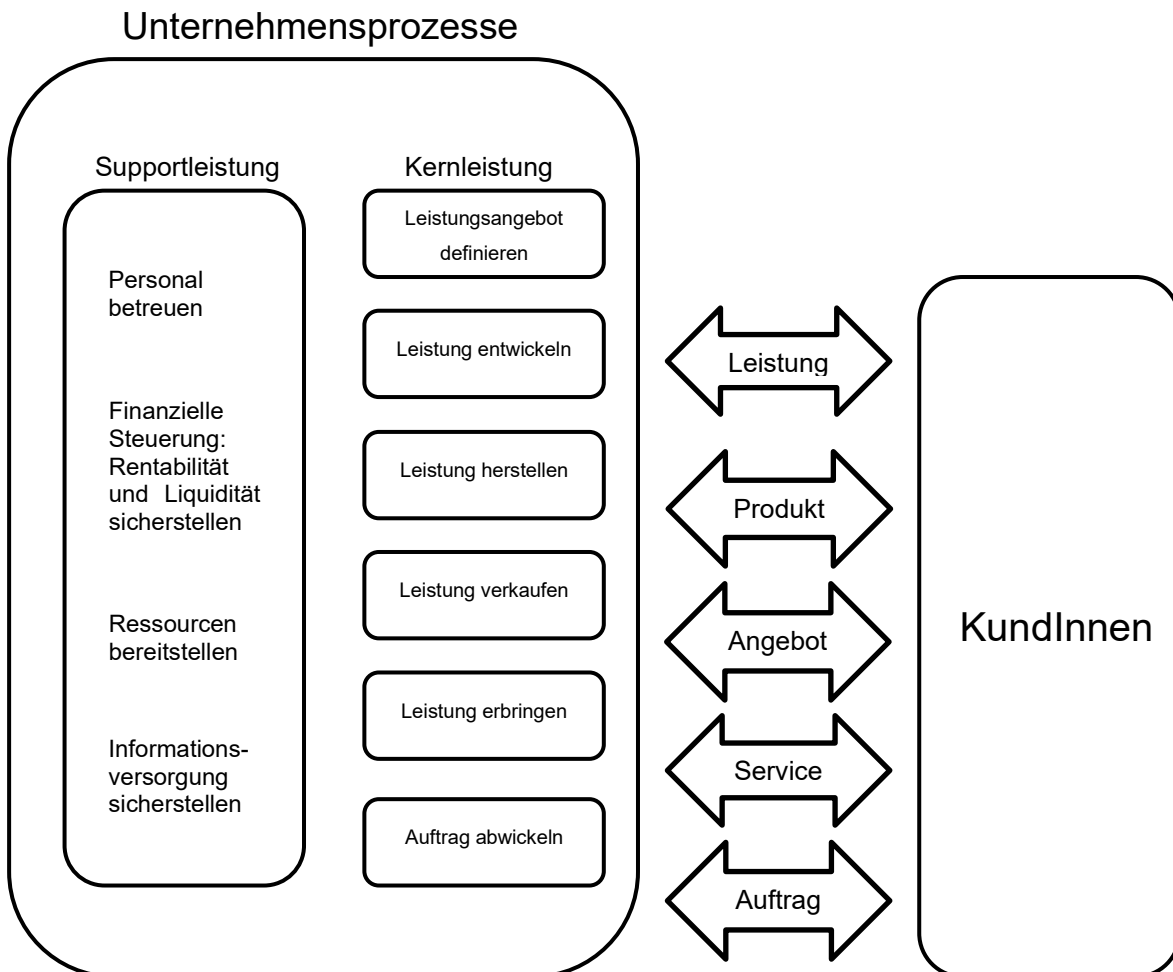 Unternehmensprozesse
Supportleistung
Personal
betreuen
Finanzielle
Steuerung:
Rentabilität
und Liquidität
sicherstellen
Ressourcen
bereitstellen
Informations-
versorgung
sicherstellen
Kernleistung
Leistungsangebot
definieren
Leistung entwickeln
Leistung herstellen
Leistung verkaufen
Leistung erbringen
Auftrag abwickeln
Leistung
Produkt
Angebot
Service
Auftrag
KundInnen